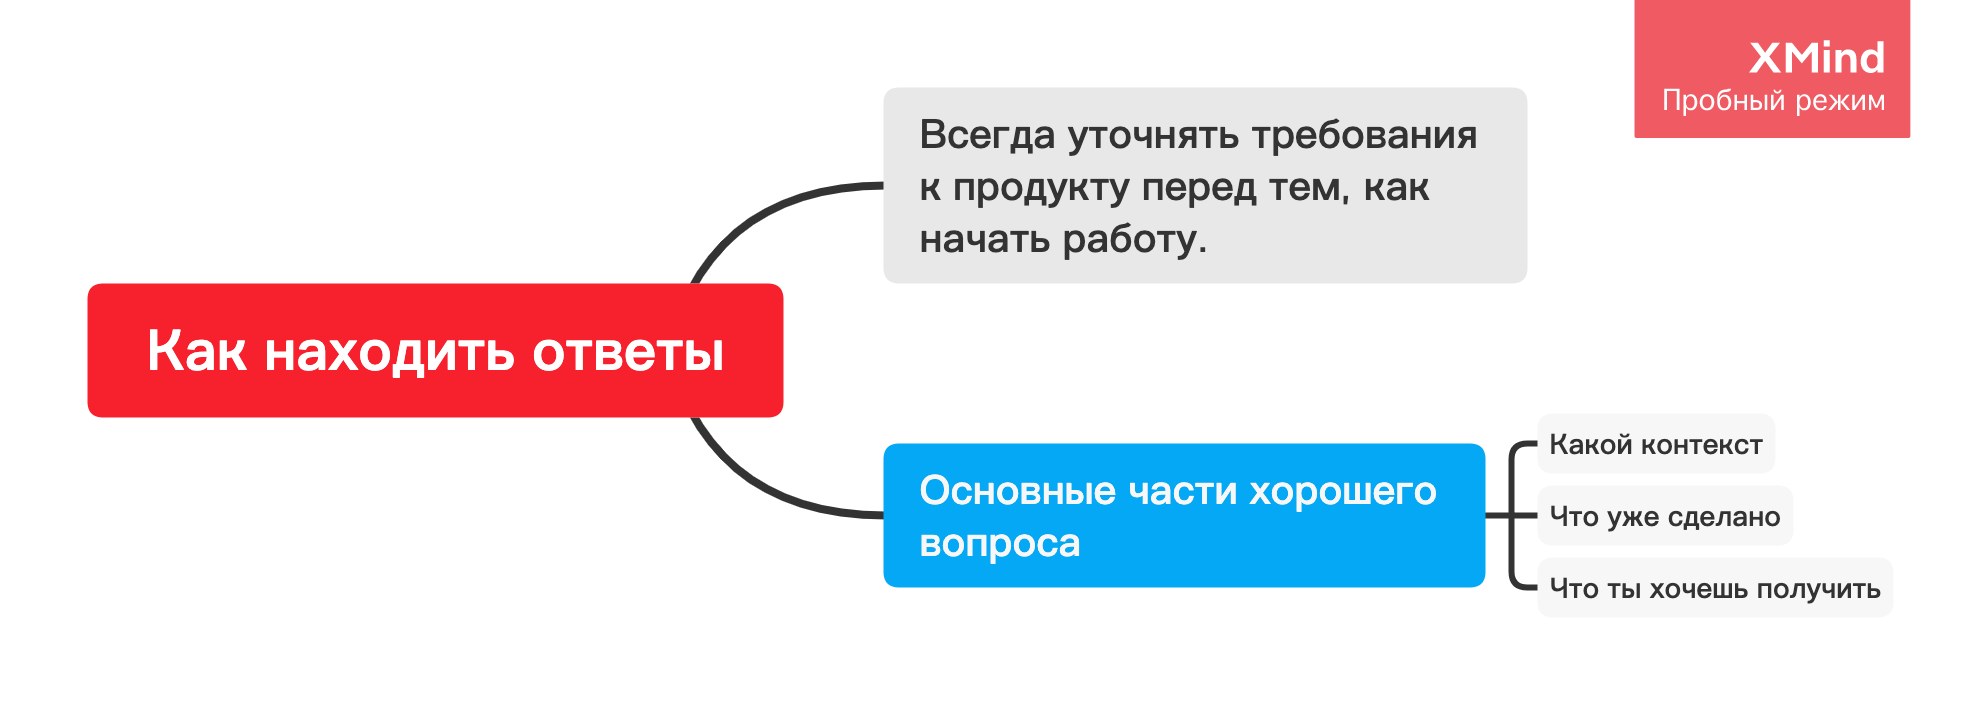 XMind
Пробный режим
Всегда уточнять требования
к продукту перед тем, как
начать работу.
Как находить ответы
Основные части хорошего
вопроса
Какой контекст
Что уже сделано
Что ты хочешь получить